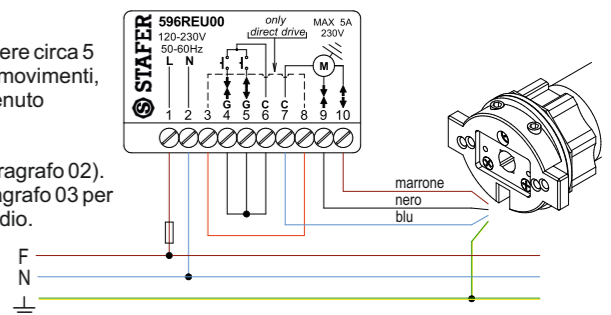 ere circa 5
movimenti,
enuto
ragrafo 02).
agrafo 03 per
dio.
STAFER
596REU00
120-230V
50-60Hz
only
direct drive
MAX 5A
230V
L N
M
G G C C
1 2 3 4 5 6 7 8 9 10
marrone
nero
blu
F
N